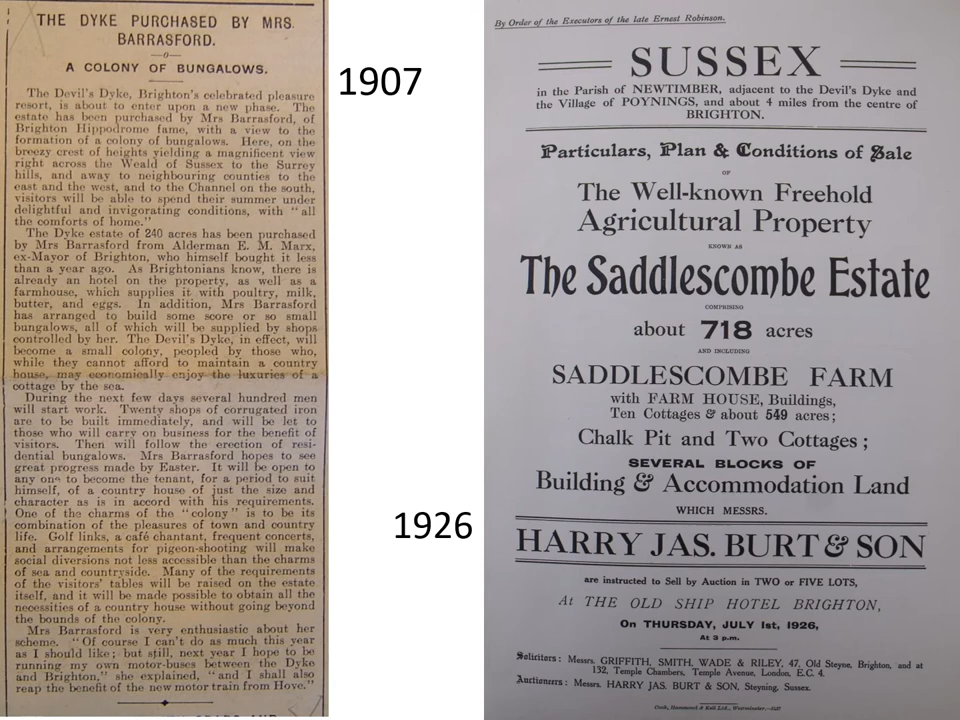 THE DYKE PURCHASED BY MRS.
BARRASFORD.
—o—
A COLONY OF BUNGALOWS.
The Devil's Dyke, Brighton's celebrated pleasure
resort, is about to enter upon a new phase. The
estate has been purchased by Mrs Barrasford, of
Brighton Hippodrome fame, with a view to the
formation of a colony of bungalows. Here, on the
breezy crest of heights yielding a magnificent view
right across the Weald of Sussex to the Surrey
hills, and away to neighbouring counties to the
east and the west, and to the Channel on the south,
visitors will be able to spend their summer under
delightful and invigorating conditions, with "all
the comforts of home."
The Dyke estate of 240 acres has been purchased
by Mrs Barrasford from Alderman E. M. Marx,
ex-Mayor of Brighton, who himself bought it less
than a year ago. As Brightonians know, there is
already an hotel on the property, as well as a
farmhouse, which supplies it with poultry, milk,
butter, and eggs. In addition, Mrs Barrasford
has arranged to build some score or so small
bungalows, all of which will be supplied by shops
controlled by her. The Devil's Dyke, in effect, will
become a small colony, peopled by those who,
while they cannot afford to maintain a country
house, may economically enjoy the luxuries of a
cottage by the sea.
During the next few days several hundred men
will start work. Twenty shops of corrugated iron
are to be built immediately, and will be let to
those who will carry on business for the benefit of
visitors. Then will follow the erection of resi-
dential bungalows. Mrs Barrasford hopes to see
great progress made by Easter. It will be open to
any one to become the tenant, for a period to suit
himself, of a country house of just the size and
character as is in accord with his requirements.
One of the charms of the "colony" is to be its
combination of the pleasures of town and country
life. Golf links, a café chantant, frequent concerts,
and arrangements for pigeon-shooting will make
social diversions not less accessible than the charms
of sea and countryside. Many of the requirements
of the visitors' tables will be raised on the estate
itself, and it will be made possible to obtain all the
necessities of a country house without going beyond
the bounds of the colony.
Mrs Barrasford is very enthusiastic about her
scheme. "Of course I can't do as much this year
as I should like; but still, next year I hope to be
running my own motor-buses between the Dyke
and Brighton," she explained, "and I shall also
reap the benefit of the new motor train from Hove."
1907
1926
By Order of the Executors of the late Ernest Robinson.
SUSSEX
in the Parish of NEWTIMBER, adjacent to the Devil's Dyke and
the Village of POYNINGS, and about 4 miles from the centre of
BRIGHTON.
Particulars, Plan & Conditions of Sale
OF
The Well-known Freehold
Agricultural Property
KNOWN AS
The Saddlescombe Estate
COMPRISING
about 718 acres
AND INCLUDING
SADDLESCOMBE FARM
with FARM HOUSE, Buildings,
Ten Cottages & about 549 acres;
Chalk Pit and Two Cottages;
SEVERAL BLOCKS OF
Building & Accommodation Land
WHICH MESSRS.
HARRY JAS. BURT & SON
are instructed to Sell by Auction in TWO or FIVE LOTS,
At THE OLD SHIP HOTEL BRIGHTON,
On THURSDAY, JULY 1st, 1926,
At 3 p.m.
Solicitors: Messrs. GRIFFITH, SMITH, WADE & RILEY, 47, Old Steyne, Brighton, and at
132, Temple Chambers, Temple Avenue, London, E.C. 4.
Auctioneers: Messrs. HARRY JAS. BURT & SON, Steyning, Sussex.
Cook, Hammond & Kell Ltd., Westminster.